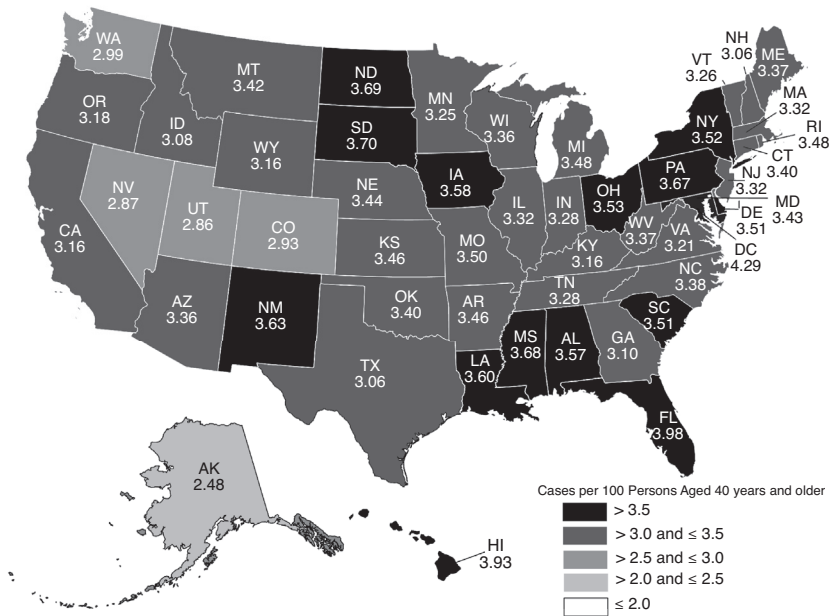 WA
2.99
MT
3.42
ND
3.69
MN
3.25
VT
3.26
NH
3.06
ME
3.37
OR
3.18
ID
3.08
WY
3.16
SD
3.70
WI
3.36
MI
3.48
NY
3.52
MA
3.32
RI
3.48
CT
3.40
NV
2.87
UT
2.86
CO
2.93
NE
3.44
IA
3.58
IL
3.32
IN
3.28
OH
3.53
PA
3.67
NJ
3.32
MD
3.43
DE
3.51
DC
4.29
CA
3.16
KS
3.46
MO
3.50
KY
3.16
WV
3.37
VA
3.21
AZ
3.36
NM
3.63
OK
3.40
AR
3.46
TN
3.28
NC
3.38
SC
3.51
TX
3.06
LA
3.60
MS
3.68
AL
3.57
GA
3.10
FL
3.98
AK
2.48
HI
3.93
Cases per 100 Persons Aged 40 years and older
> 3.5
> 3.0 and ≤ 3.5
> 2.5 and ≤ 3.0
> 2.0 and ≤ 2.5
≤ 2.0